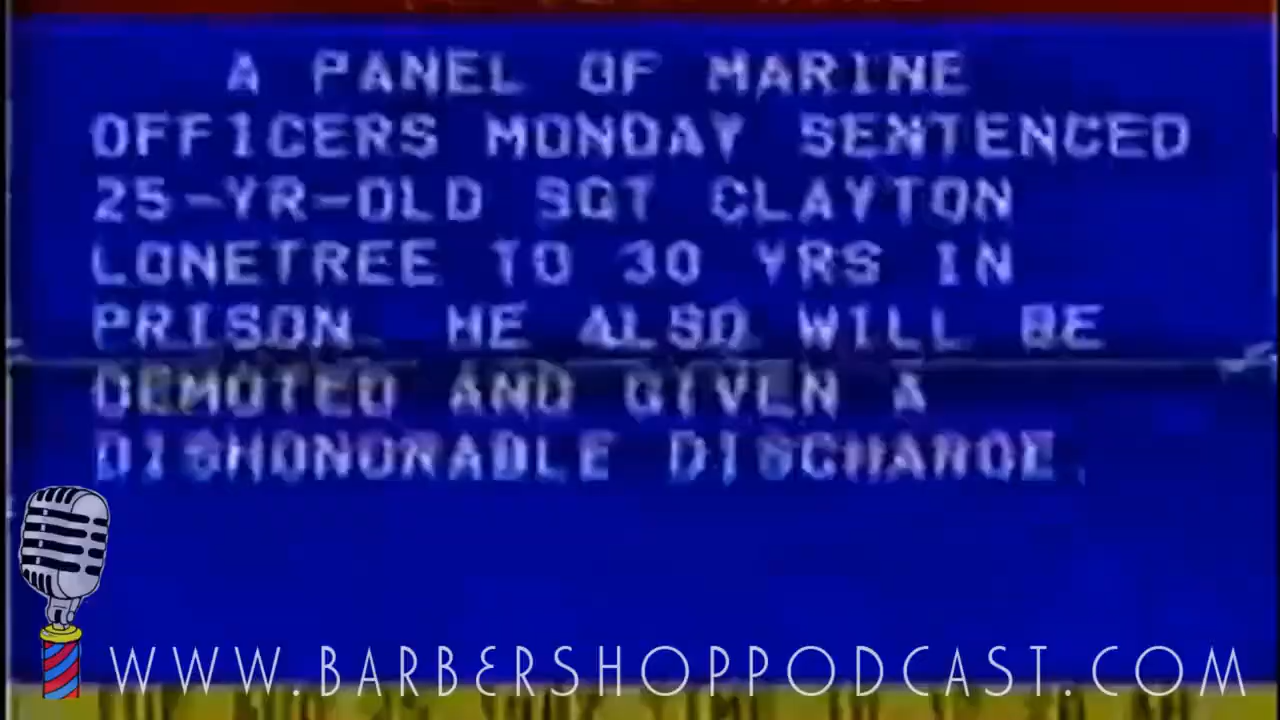 A PANEL OF MARINE
OFFICERS MONDAY SENTENCED
25-YR-OLD SGT CLAYTON
LONETREE TO 30 YRS IN
PRISON. HE ALSO WILL BE
DEMOTED AND GIVEN A
DISHONORABLE DISCHARGE.
WWW.BARBERSHOPPODCAST.COM